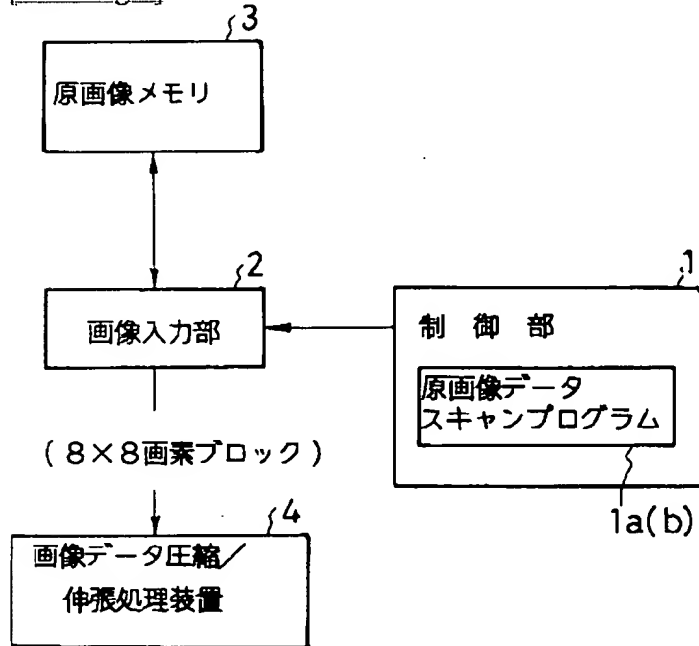 3
原画像メモリ
2
画像入力部
1
制御部
原画像データ
スキャンプログラム
1a(b)
(8×8画素ブロック)
4
画像データ圧縮/
伸張処理装置